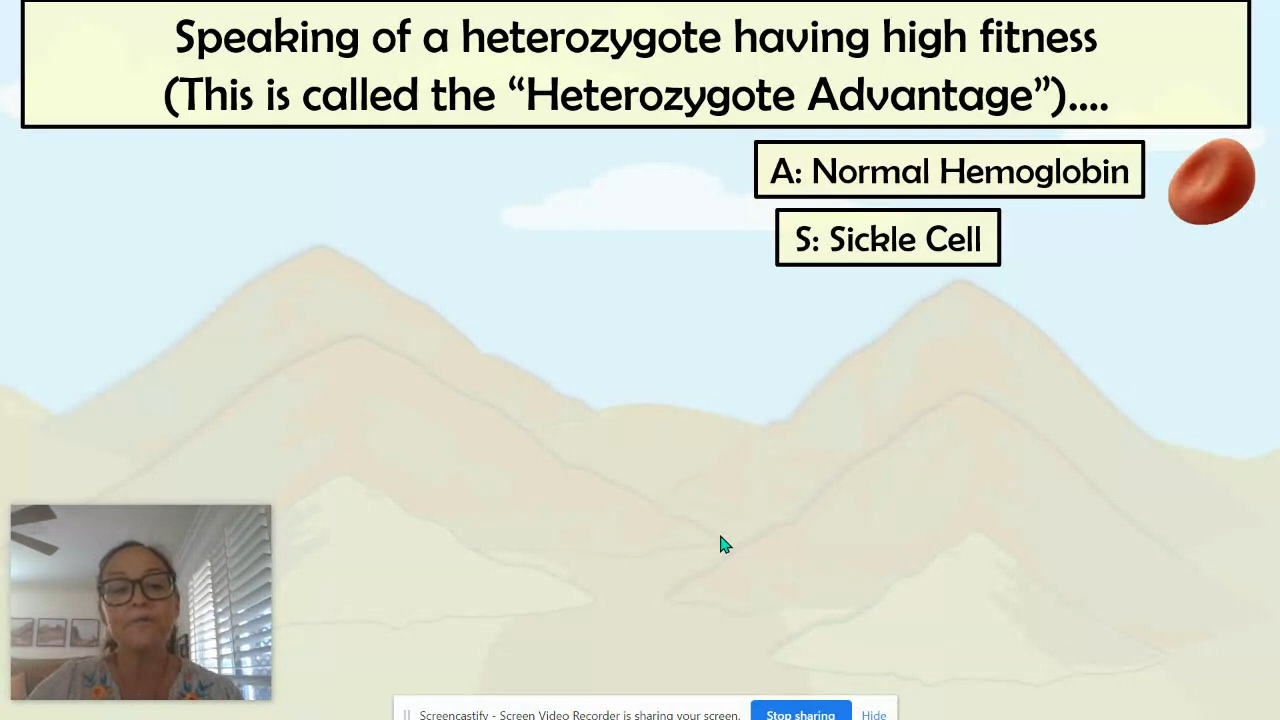 Speaking of a heterozygote having high fitness
(This is called the “Heterozygote Advantage”)....
A: Normal Hemoglobin
S: Sickle Cell
Screencastify - Screen Video Recorder is sharing your screen.
Stop sharing
Hide